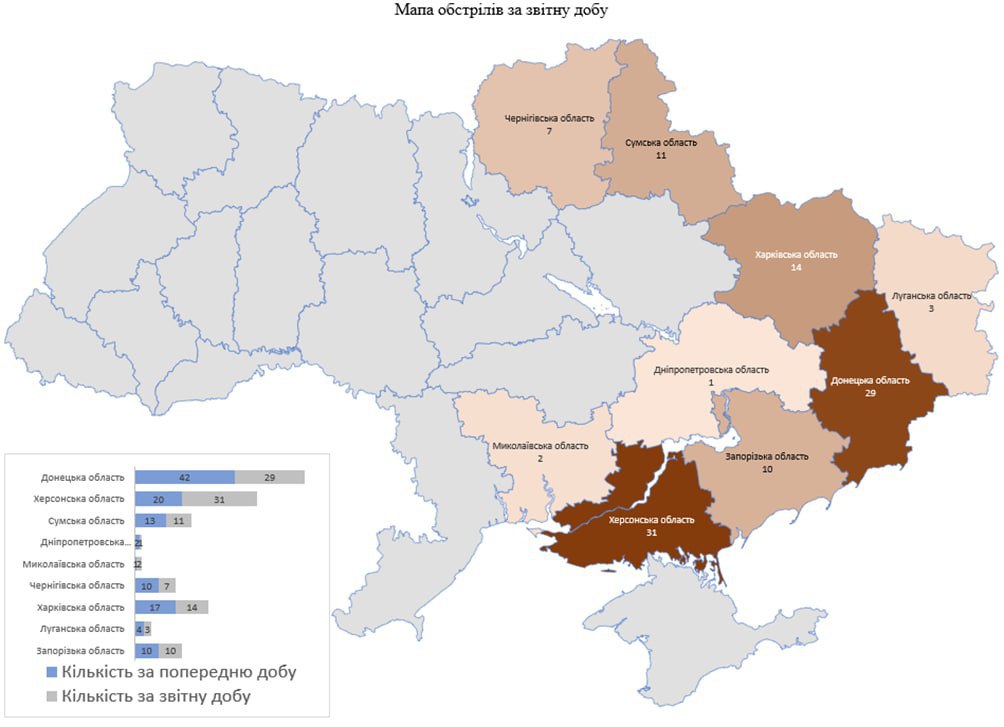 Мапа обстрілів за звітну добу
Чернігівська область
7
Сумська область
11
Харківська область
14
Луганська область
3
Дніпропетровська область
1
Донецька область
29
Миколаївська область
2
Запорізька область
10
Херсонська область
31
Донецька область 42 29
Херсонська область 20 31
Сумська область 13 11
Дніпропетровська... 2 1
Миколаївська область 1 2
Чернігівська область 10 7
Харківська область 17 14
Луганська область 4 3
Запорізька область 10 10
Кількість за попередню добу
Кількість за звітну добу